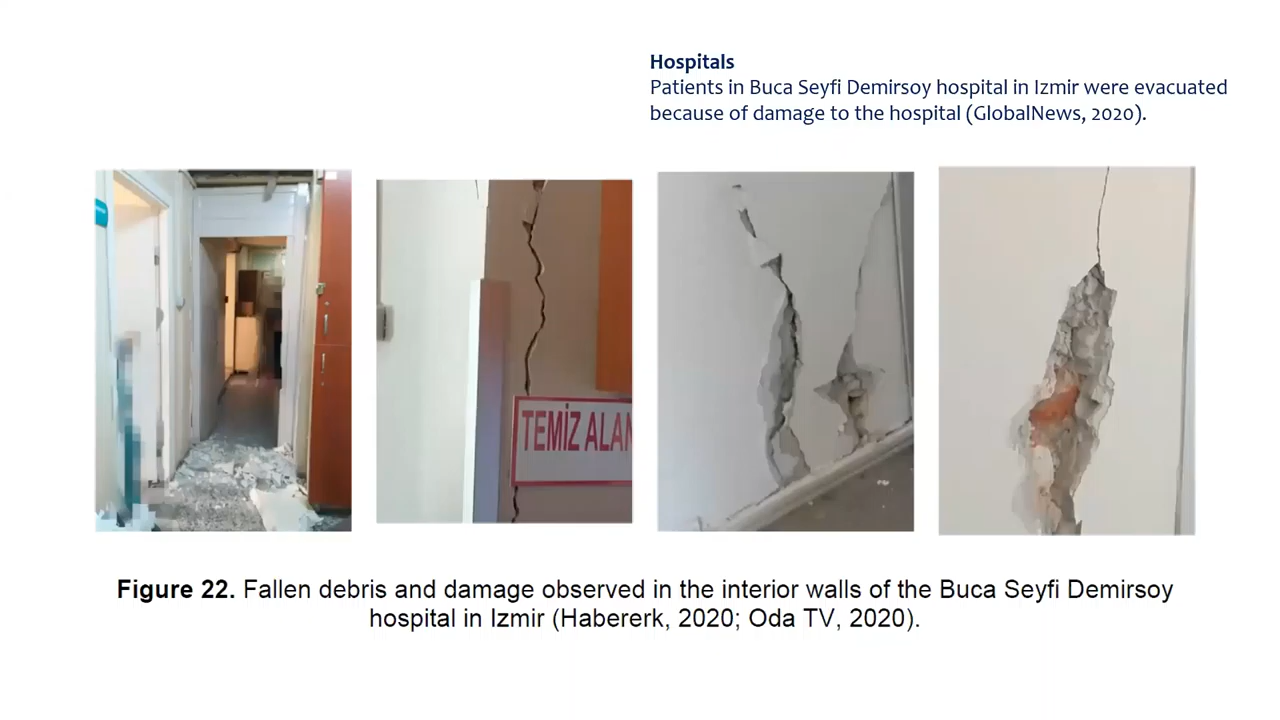 Hospitals
Patients in Buca Seyfi Demirsoy hospital in Izmir were evacuated
because of damage to the hospital (GlobalNews, 2020).
TEMİZ ALAN
Figure 22. Fallen debris and damage observed in the interior walls of the Buca Seyfi Demirsoy
hospital in Izmir (Habererk, 2020; Oda TV, 2020).